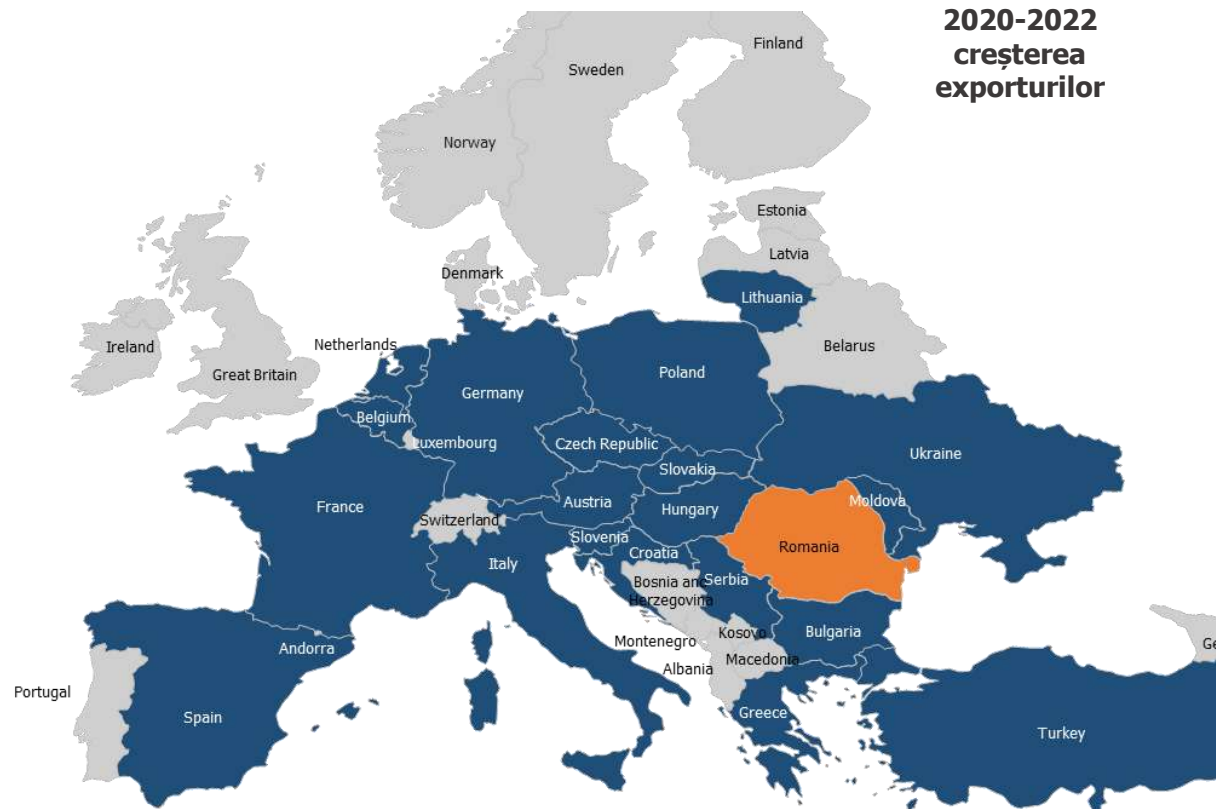 2020-2022
creșterea
exporturilor
Finland
Sweden
Norway
Estonia
Latvia
Denmark
Lithuania
Ireland
Netherlands
Belarus
Great Britain
Poland
Germany
Belgium
Luxembourg
Czech Republic
Ukraine
Slovakia
Austria
Moldova
France
Hungary
Switzerland
Slovenia
Romania
Croatia
Italy
Serbia
Bosnia and
Herzegovina
Kosovo
Bulgaria
Montenegro
Andorra
Macedonia
Albania
Ge
Portugal
Spain
Greece
Turkey